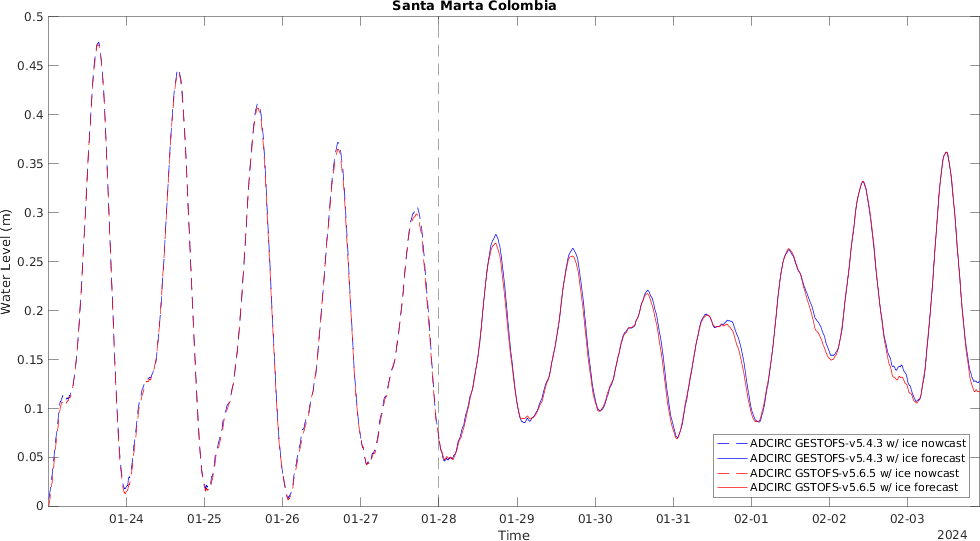 Santa Marta Colombia
0.5
0.45
0.4
0.35
0.3
0.25
0.2
0.15
0.1
0.05
0
Water Level (m)
ADCIRC GESTOFS-v5.4.3 w/ ice nowcast
ADCIRC GESTOFS-v5.4.3 w/ ice forecast
ADCIRC GSTOFS-v5.6.5 w/ ice nowcast
ADCIRC GSTOFS-v5.6.5 w/ ice forecast
01-24 01-25 01-26 01-27 01-28 01-29 01-30 01-31 02-01 02-02 02-03
Time
2024